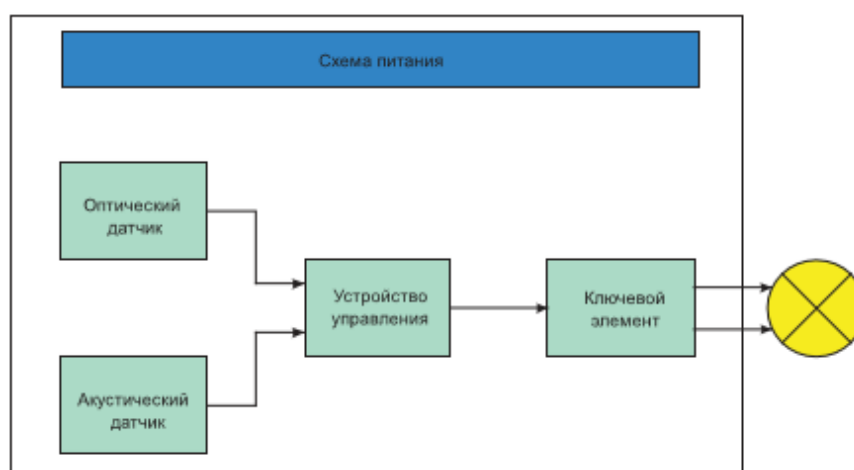 Схема питания
Оптический
датчик
Устройство
управления
Ключевой
элемент
Акустический
датчик